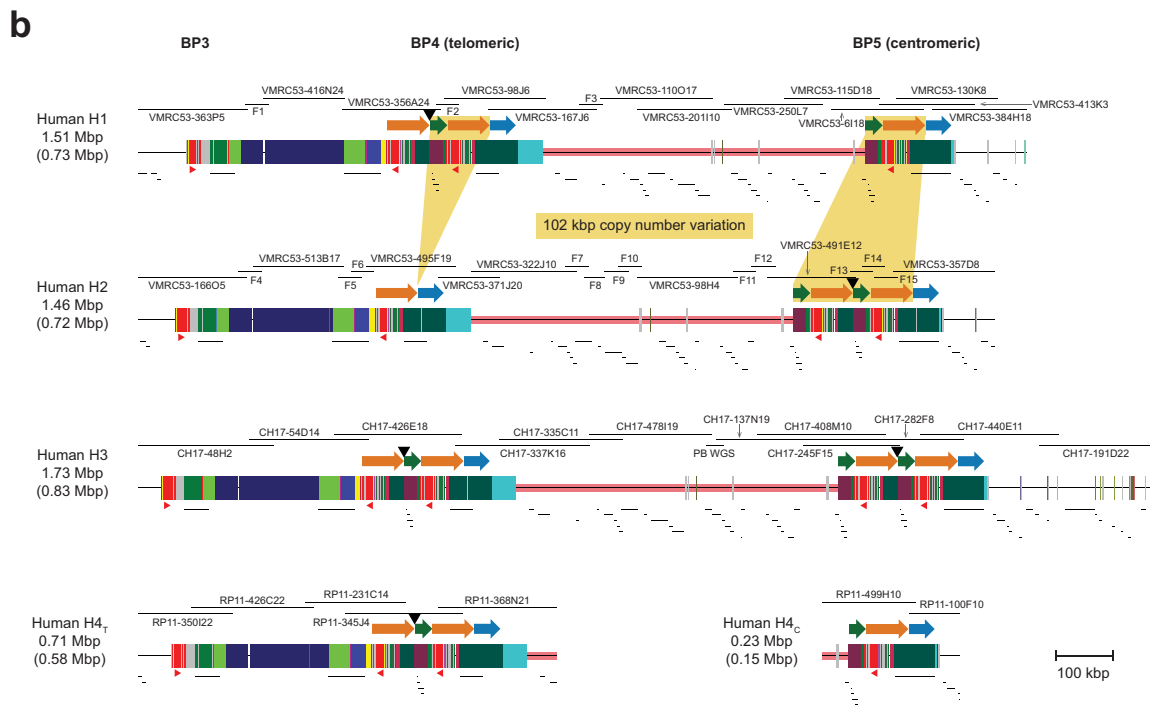 b
BP3 BP4 (telomeric) BP5 (centromeric)
VMRC53-416N24 VMRC53-98J6 VMRC53-110O17 VMRC53-115D18 VMRC53-130K8
VMRC53-356A24 F3 VMRC53-413K3
VMRC53-363P5 F1 F2 VMRC53-167J6 VMRC53-201I10 VMRC53-250L7 VMRC53-6I18 VMRC53-384H18
Human H1
1.51 Mbp
(0.73 Mbp)
102 kbp copy number variation
VMRC53-491E12
VMRC53-513B17 F6 VMRC53-495F19 VMRC53-322J10 F7 F10 F12 F13 F14 VMRC53-357D8
VMRC53-166O5 F4 F5 VMRC53-371J20 F8 F9 VMRC53-98H4 F11 F15
Human H2
1.46 Mbp
(0.72 Mbp)
CH17-54D14 CH17-426E18 CH17-335C11 CH17-478I19 CH17-137N19 CH17-408M10 CH17-282F8 CH17-440E11
CH17-48H2 CH17-337K16 PB WGS CH17-245F15 CH17-191D22
Human H3
1.73 Mbp
(0.83 Mbp)
RP11-426C22 RP11-231C14 RP11-368N21 RP11-499H10
RP11-350I22 RP11-345J4 RP11-100F10
Human H4T
0.71 Mbp
(0.58 Mbp)
Human H4C
0.23 Mbp
(0.15 Mbp)
100 kbp